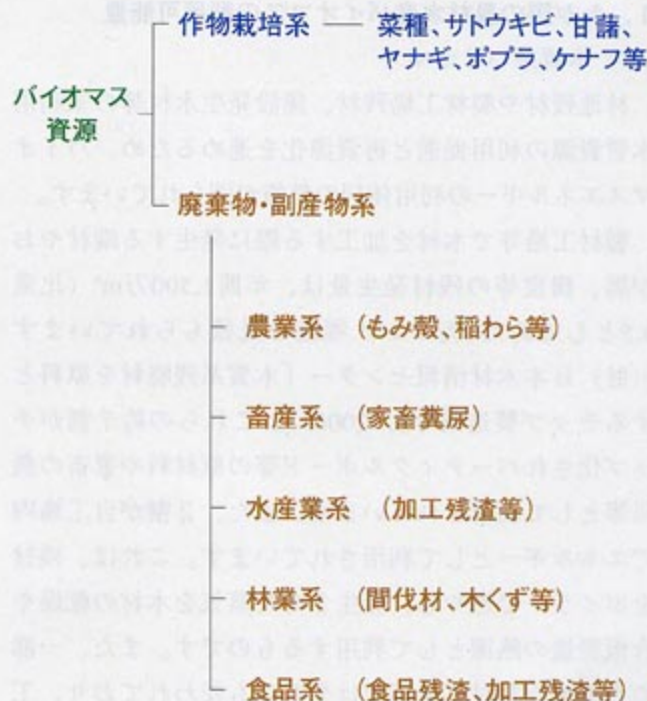 作物栽培系 菜種、サトウキビ、甘藷、
ヤナギ、ポプラ、ケナフ等
バイオマス
資源
廃棄物・副産物系
農業系 (もみ殻、稲わら等)
畜産系 (家畜糞尿)
水産業系 (加工残渣等)
林業系 (間伐材、木くず等)
食品系 (食品残渣、加工残渣等)